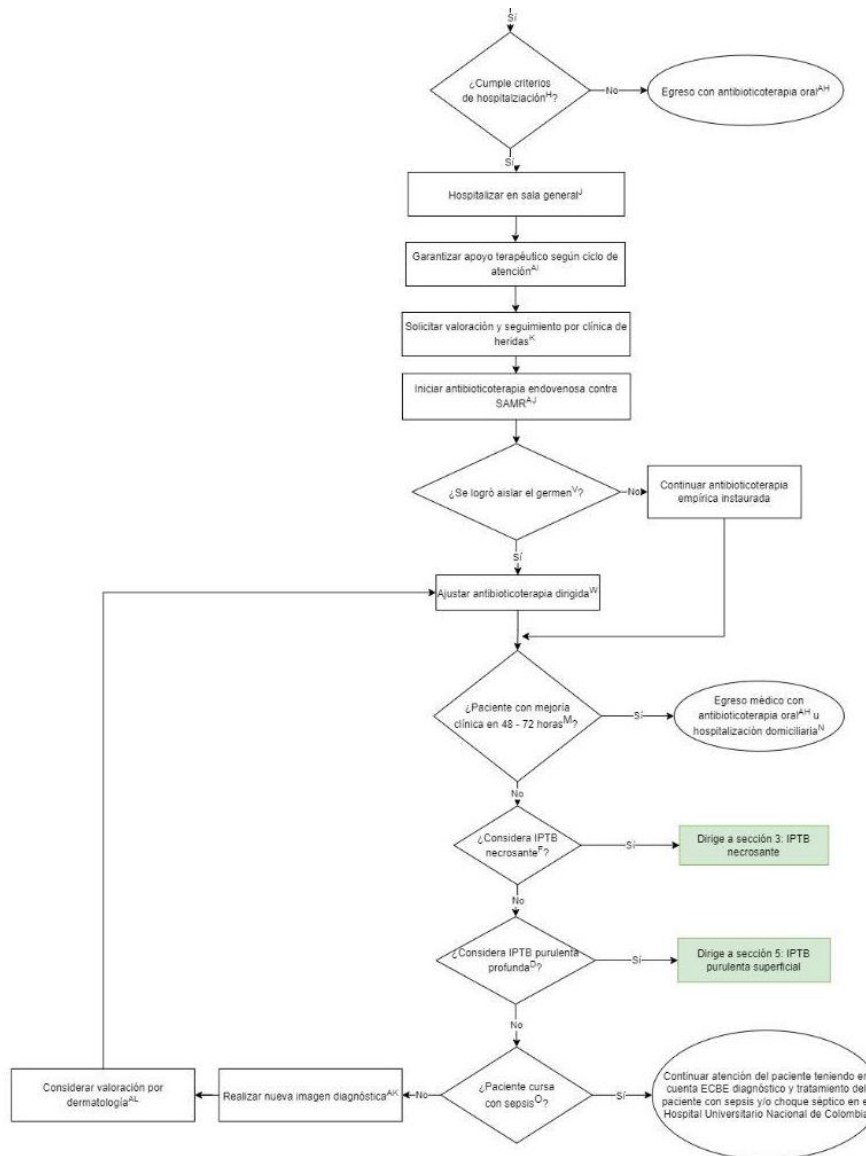 Sí
¿Cumple criterios
de hospitalziaciónᴴ?
No
Egreso con antibioticoterapia oralᴬᴴ
Sí
Hospitalizar en sala generalᴶ
Garantizar apoyo terapéutico según ciclo de
atenciónᴬᴵ
Solicitar valoración y seguimiento por clínica de
heridasᴷ
Iniciar antibioticoterapia endovenosa contra
SAMRᴬᴶ
¿Se logró aislar el germenⱽ?
No
Continuar antibioticoterapia
empírica instaurada
Sí
Ajustar antibioticoterapia dirigidaᵂ
¿Paciente con mejoría
clínica en 48 - 72 horasᴹ?
Sí
Egreso médico con
antibioticoterapia oralᴬᴴ u
hospitalización domiciliariaᴺ
No
¿Considera IPTB
necrosanteF?
Sí
Dirige a sección 3: IPTB
necrosante
No
¿Considera IPTB purulenta
profundaᴰ?
Sí
Dirige a sección 5: IPTB
purulenta superficial
No
¿Paciente cursa
con sepsisᴼ?
Sí
Continuar atención del paciente teniendo en
cuenta ECBE diagnóstico y tratamiento del
paciente con sepsis y/o choque séptico en el
Hospital Universitario Nacional de Colombia
No
Realizar nueva imagen diagnósticaᴬᴷ
Considerar valoración por
dermatologíaᴬᴸ